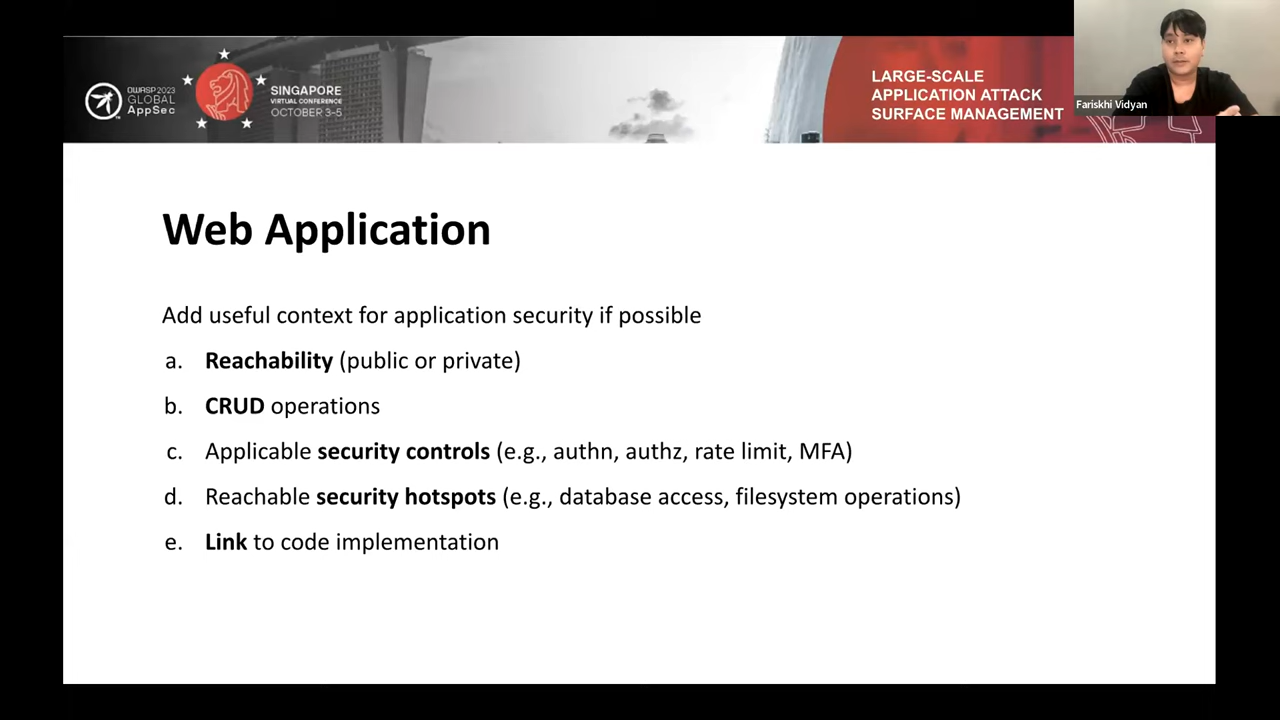 OWASP 2023
GLOBAL
AppSec
SINGAPORE
VIRTUAL CONFERENCE
OCTOBER 3-5
LARGE-SCALE
APPLICATION ATTACK
SURFACE MANAGEMENT
Fariskhi Vidyan
Web Application
Add useful context for application security if possible
a. Reachability (public or private)
b. CRUD operations
c. Applicable security controls (e.g., authn, authz, rate limit, MFA)
d. Reachable security hotspots (e.g., database access, filesystem operations)
e. Link to code implementation